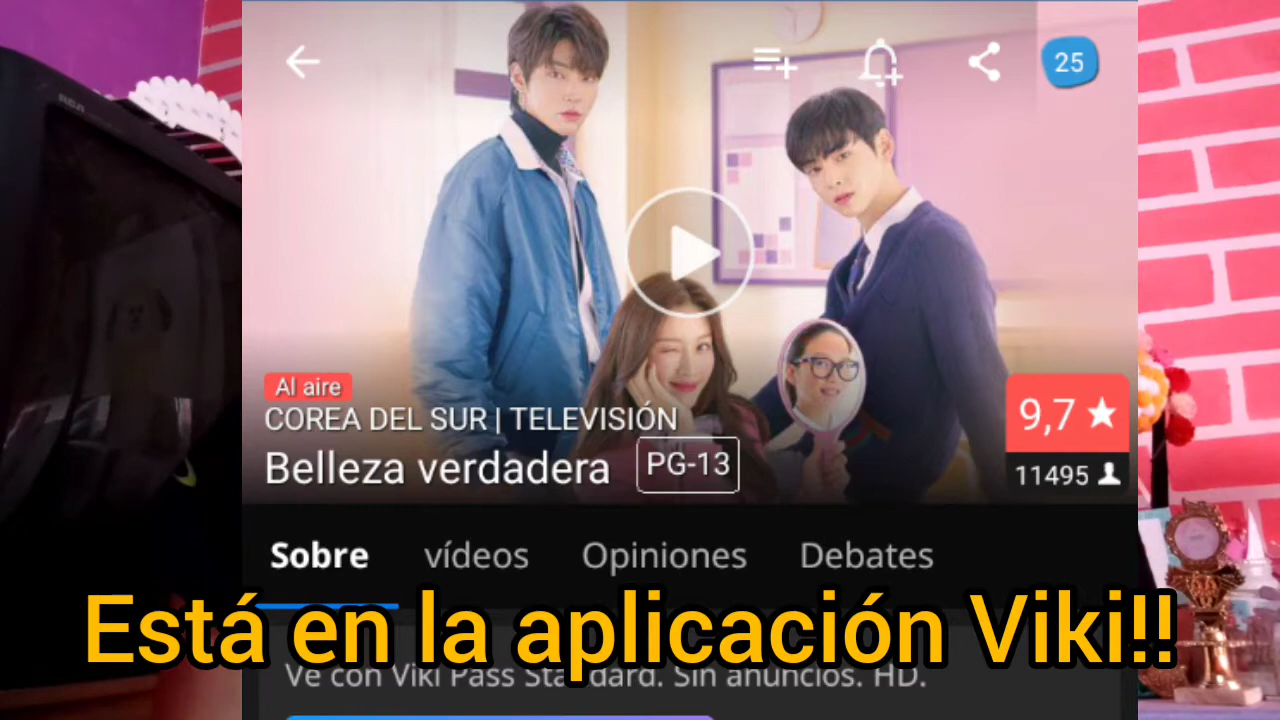 RCA
25
Al aire
COREA DEL SUR | TELEVISIÓN
Belleza verdadera PG-13
9,7
11495
Sobre vídeos Opiniones Debates
Está en la aplicación Viki!!
Ve con Viki Pass Standard. Sin anuncios. HD.